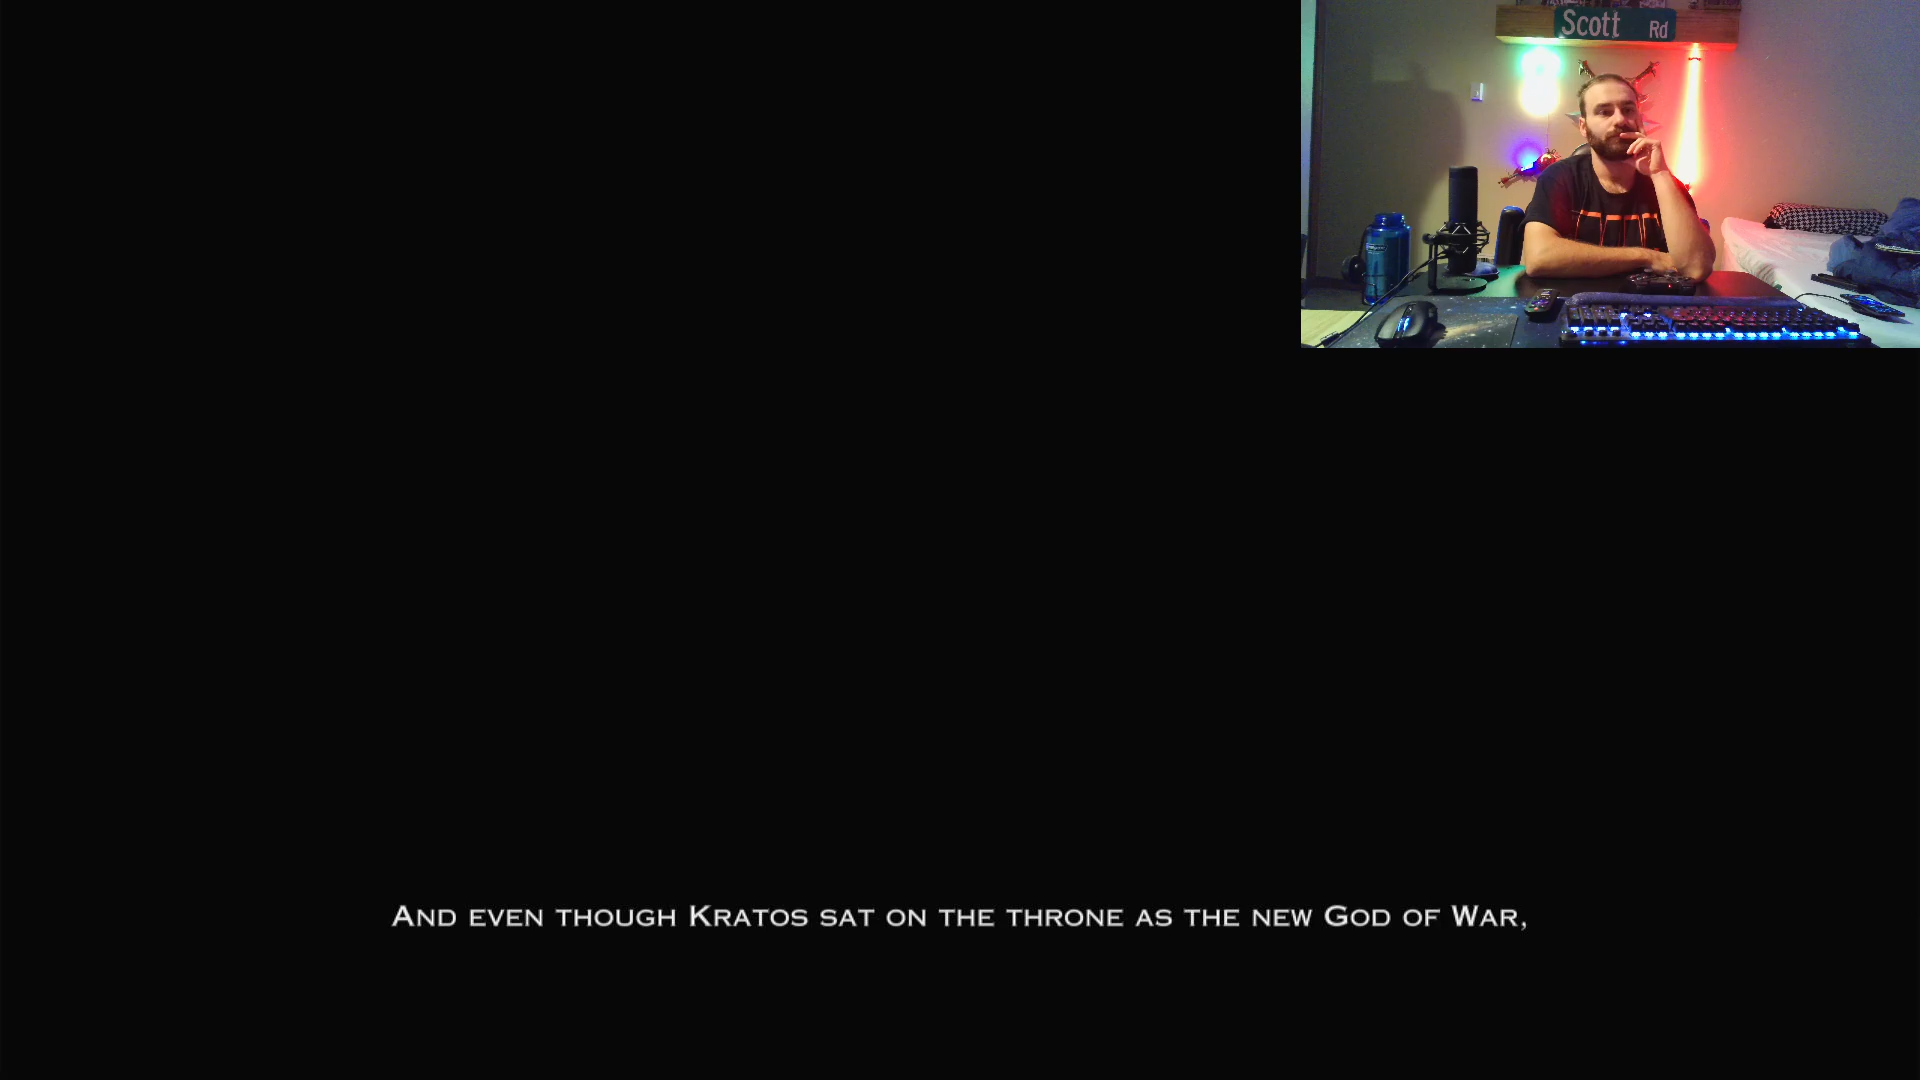 Scott Rd
And even though Kratos sat on the throne as the new God of War,